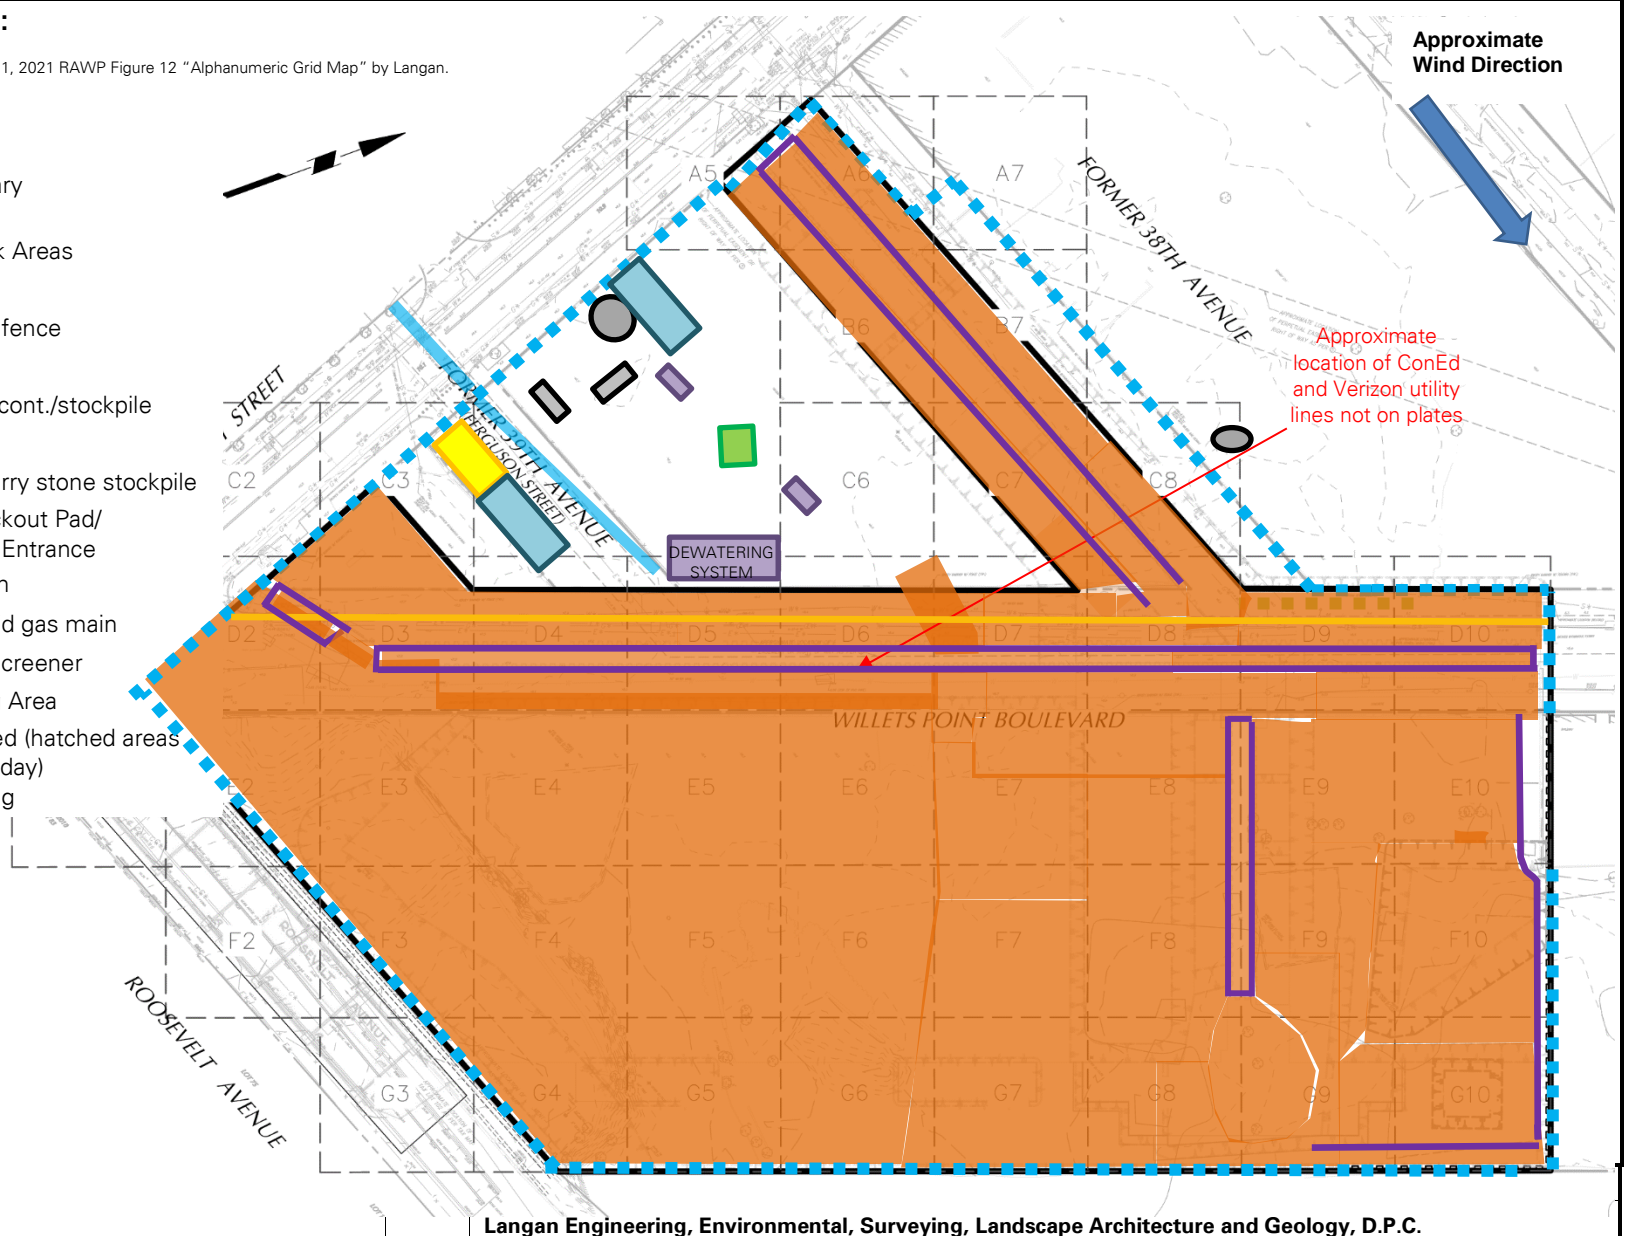 :
1, 2021 RAWP Figure 12 “Alphanumeric Grid Map” by Langan.
Approximate
Wind Direction
ary
k Areas
fence
cont./stockpile
rry stone stockpile
ckout Pad/
Entrance
n
d gas main
creener
Area
ed (hatched areas
day)
g
STREET
FORMER 38TH AVENUE
FORMER 39TH AVENUE
(FERGUSON STREET)
Approximate
location of ConEd
and Verizon utility
lines not on plates
DEWATERING
SYSTEM
A5
A6
A7
B6
B7
C2
C3
C6
C7
C8
D2
D3
D4
D5
D6
D7
D8
D9
D10
WILLETS POINT BOULEVARD
E2
E3
E4
E5
E6
E7
E8
E9
E10
F2
F3
F4
F5
F6
F7
F8
F9
F10
ROOSEVELT AVENUE
G3
G4
G5
G6
G7
G8
G9
G10
Langan Engineering, Environmental, Surveying, Landscape Architecture and Geology, D.P.C.